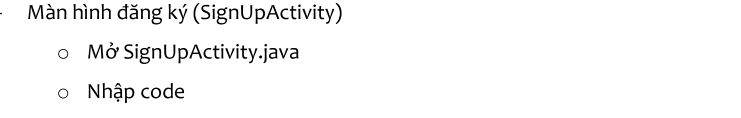 - Màn hình đăng ký (SignUpActivity)
o Mở SignUpActivity.java
o Nhập code